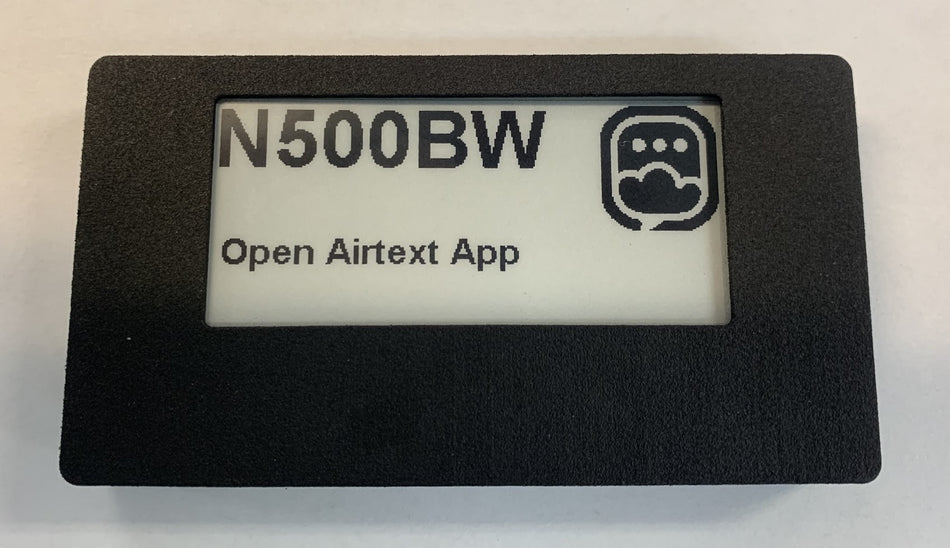 N500BW
Open Airtext App